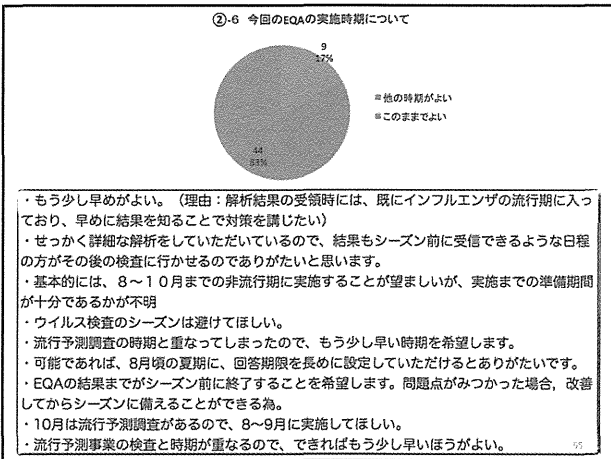 ②-6 今回のEQAの実施時期について
9
17%
他の時期がよい
このままでよい
44
83%
・もう少し早めがよい。（理由：解析結果の受領時には、既にインフルエンザの流行期に入っ
ており、早めに結果を知ることで対策を講じたい）
・せっかく詳細な解析をしていただいているので、結果もシーズン前に受信できるような日程
の方がその後の検査に行かせるのでありがたいと思います。
・基本的には、８～１０月までの非流行期に実施することが望ましいが、実施までの準備期間
が十分であるかが不明
・ウイルス検査のシーズンは避けてほしい。
・流行予測調査の時期と重なってしまったので、もう少し早い時期を希望します。
・可能であれば、8月頃の夏期に、回答期限を長めに設定していただけるとありがたいです。
・EQAの結果までがシーズン前に終了することを希望します。問題点がみつかった場合，改善
してからシーズンに備えることができる為。
・10月は流行予測調査があるので、8～9月に実施してほしい。
・流行予測事業の検査と時期が重なるので、できればもう少し早いほうがよい。
55